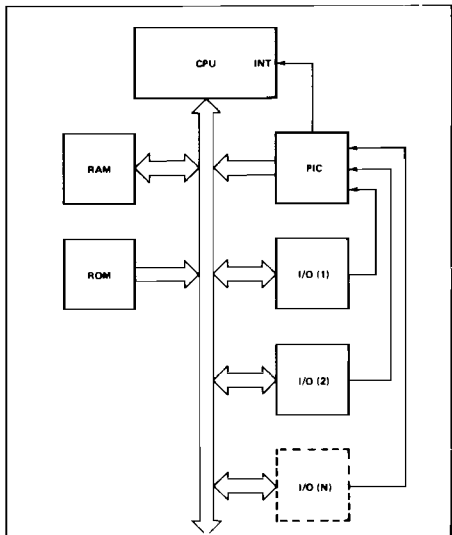 CPU
INT
RAM
PIC
ROM
I/O (1)
I/O (2)
I/O (N)